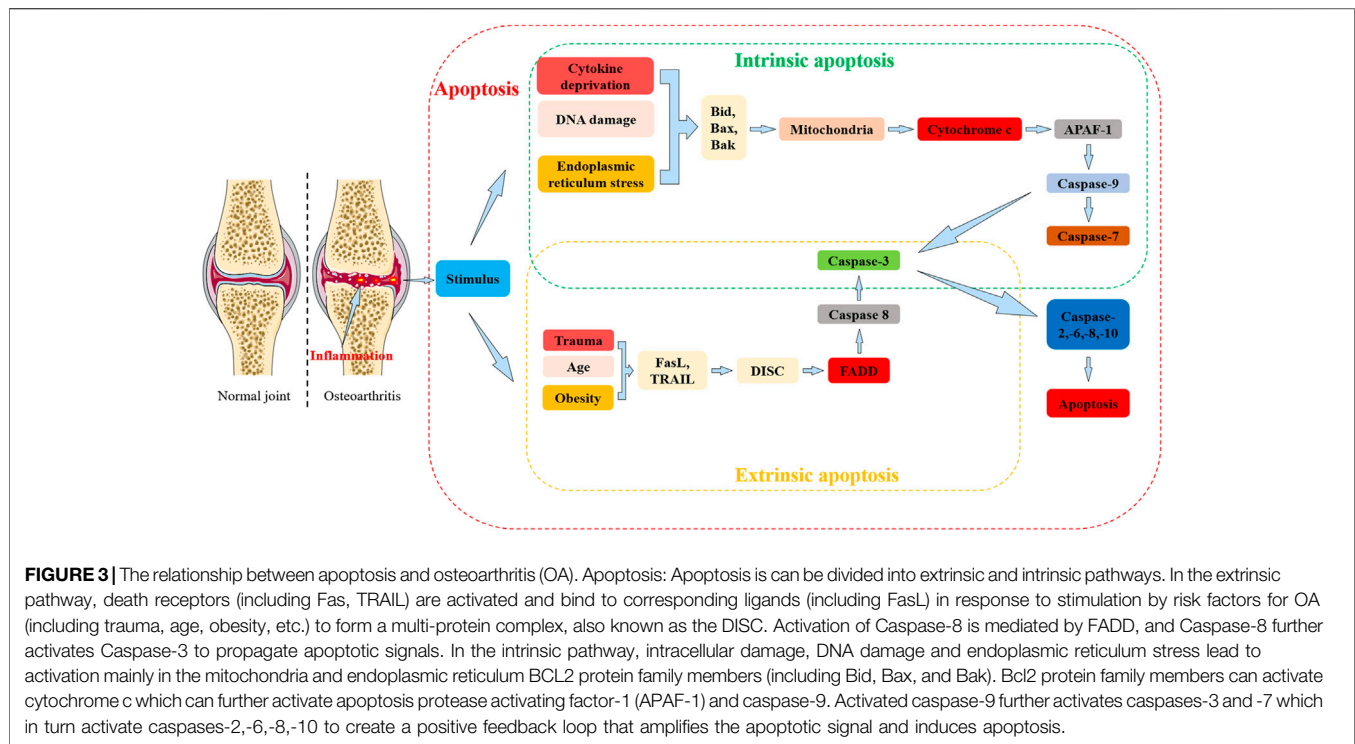 Apoptosis
Intrinsic apoptosis
Cytokine
deprivation
DNA damage
Endoplasmic
reticulum stress
Bid,
Bax,
Bak
Mitochondria
Cytochrome c
APAF-1
Caspase-9
Caspase-7
Caspase-3
Stimulus
Inflammation
Normal joint
Osteoarthritis
Trauma
Age
Obesity
FasL,
TRAIL
DISC
FADD
Caspase 8
Caspase-
2,-6,-8,-10
Apoptosis
Extrinsic apoptosis
FIGURE 3 | The relationship between apoptosis and osteoarthritis (OA). Apoptosis: Apoptosis is can be divided into extrinsic and intrinsic pathways. In the extrinsic
pathway, death receptors (including Fas, TRAIL) are activated and bind to corresponding ligands (including FasL) in response to stimulation by risk factors for OA
(including trauma, age, obesity, etc.) to form a multi-protein complex, also known as the DISC. Activation of Caspase-8 is mediated by FADD, and Caspase-8 further
activates Caspase-3 to propagate apoptotic signals. In the intrinsic pathway, intracellular damage, DNA damage and endoplasmic reticulum stress lead to
activation mainly in the mitochondria and endoplasmic reticulum BCL2 protein family members (including Bid, Bax, and Bak). Bcl2 protein family members can activate
cytochrome c which can further activate apoptosis protease activating factor-1 (APAF-1) and caspase-9. Activated caspase-9 further activates caspases-3 and -7 which
in turn activate caspases-2,-6,-8,-10 to create a positive feedback loop that amplifies the apoptotic signal and induces apoptosis.